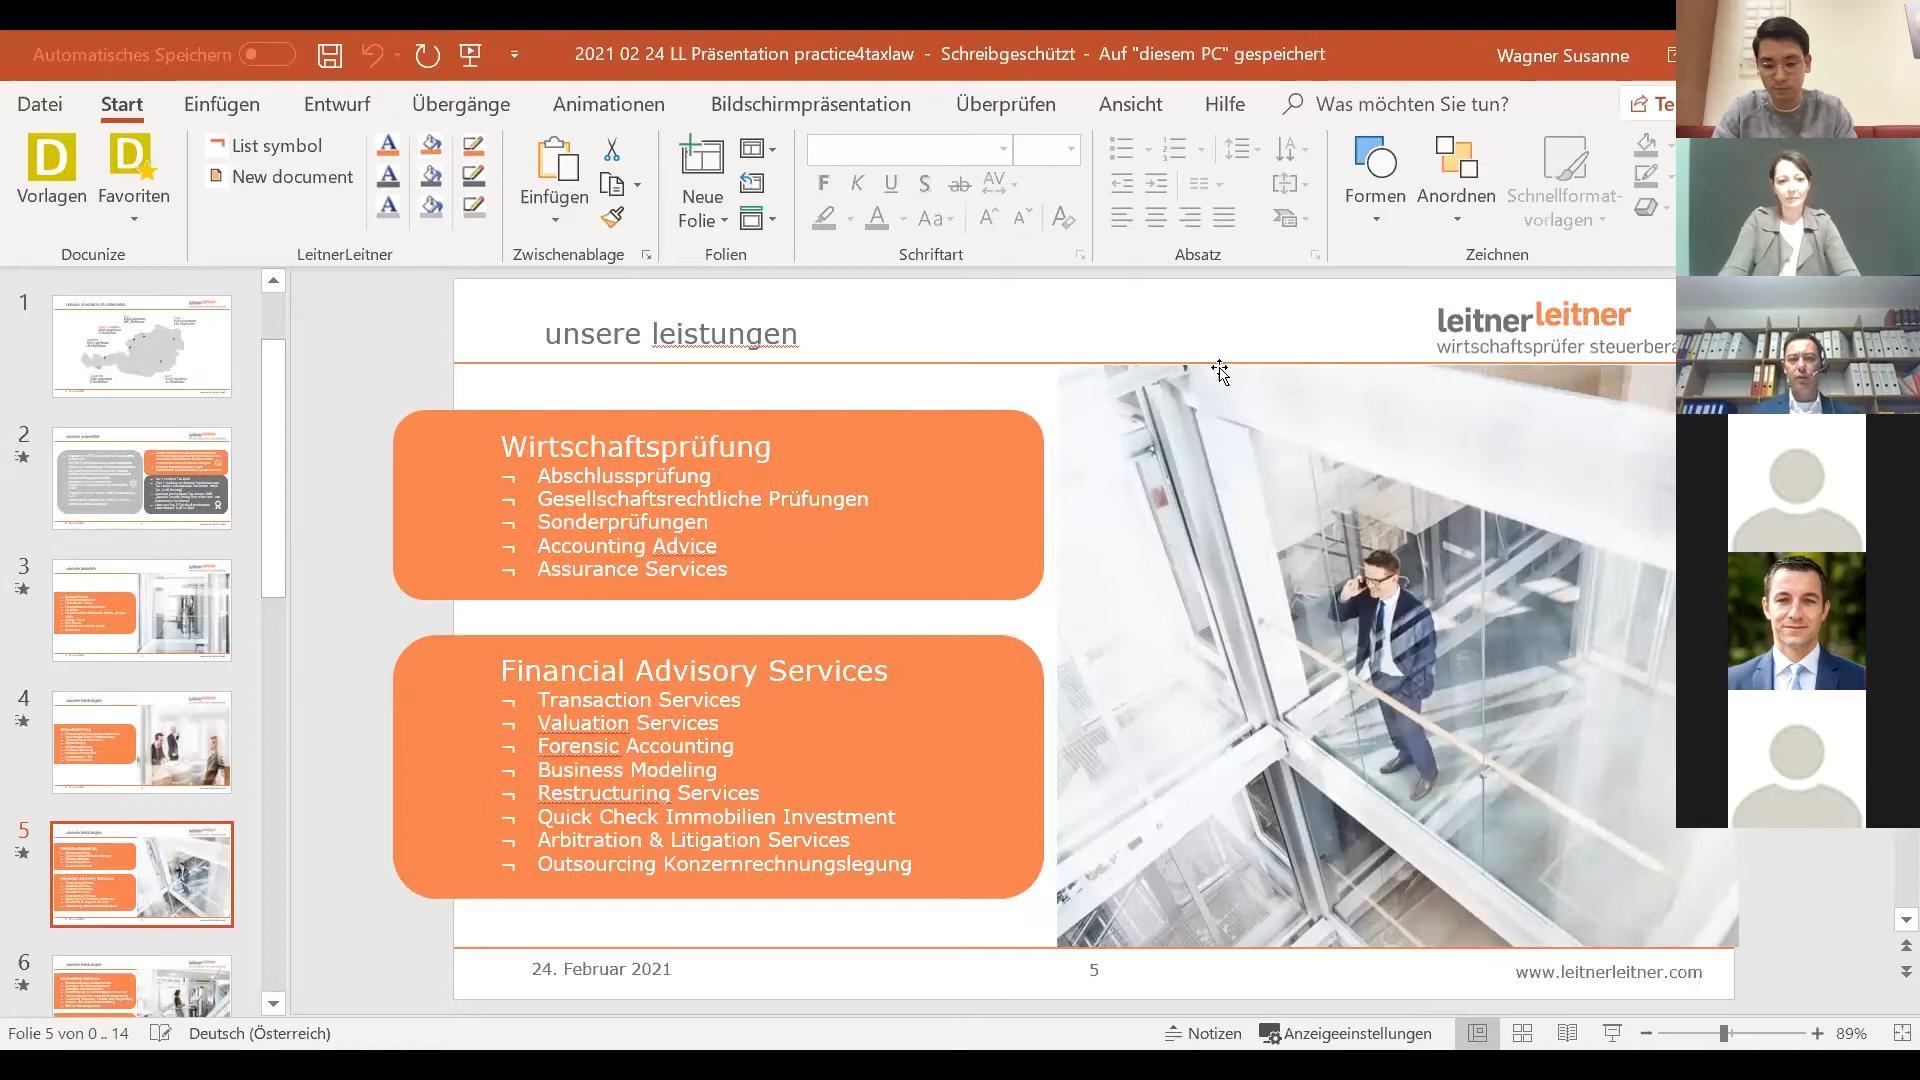 Automatisches Speichern
2021 02 24 LL Präsentation practice4taxlaw - Schreibgeschützt - Auf "diesem PC" gespeichert
Wagner Susanne
Datei Start Einfügen Entwurf Übergänge Animationen Bildschirmpräsentation Überprüfen Ansicht Hilfe Was möchten Sie tun? Te
Vorlagen
Favoriten
List symbol
New document
Einfügen
Neue
Folie
F K U S ab AV
A Aa A A A
Formen
Anordnen
Schnellformat-
vorlagen
Docunize
LeitnerLeitner
Zwischenablage
Folien
Schriftart
Absatz
Zeichnen
1
2
3
4
5
6
unsere leistungen
leitnerleitner
wirtschaftsprüfer steuerbera
Wirtschaftsprüfung
¬ Abschlussprüfung
¬ Gesellschaftsrechtliche Prüfungen
¬ Sonderprüfungen
¬ Accounting Advice
¬ Assurance Services
Financial Advisory Services
¬ Transaction Services
¬ Valuation Services
¬ Forensic Accounting
¬ Business Modeling
¬ Restructuring Services
¬ Quick Check Immobilien Investment
¬ Arbitration & Litigation Services
¬ Outsourcing Konzernrechnungslegung
24. Februar 2021
5
www.leitnerleitner.com
Folie 5 von 0 .. 14
Deutsch (Österreich)
Notizen
Anzeigeeinstellungen
89%